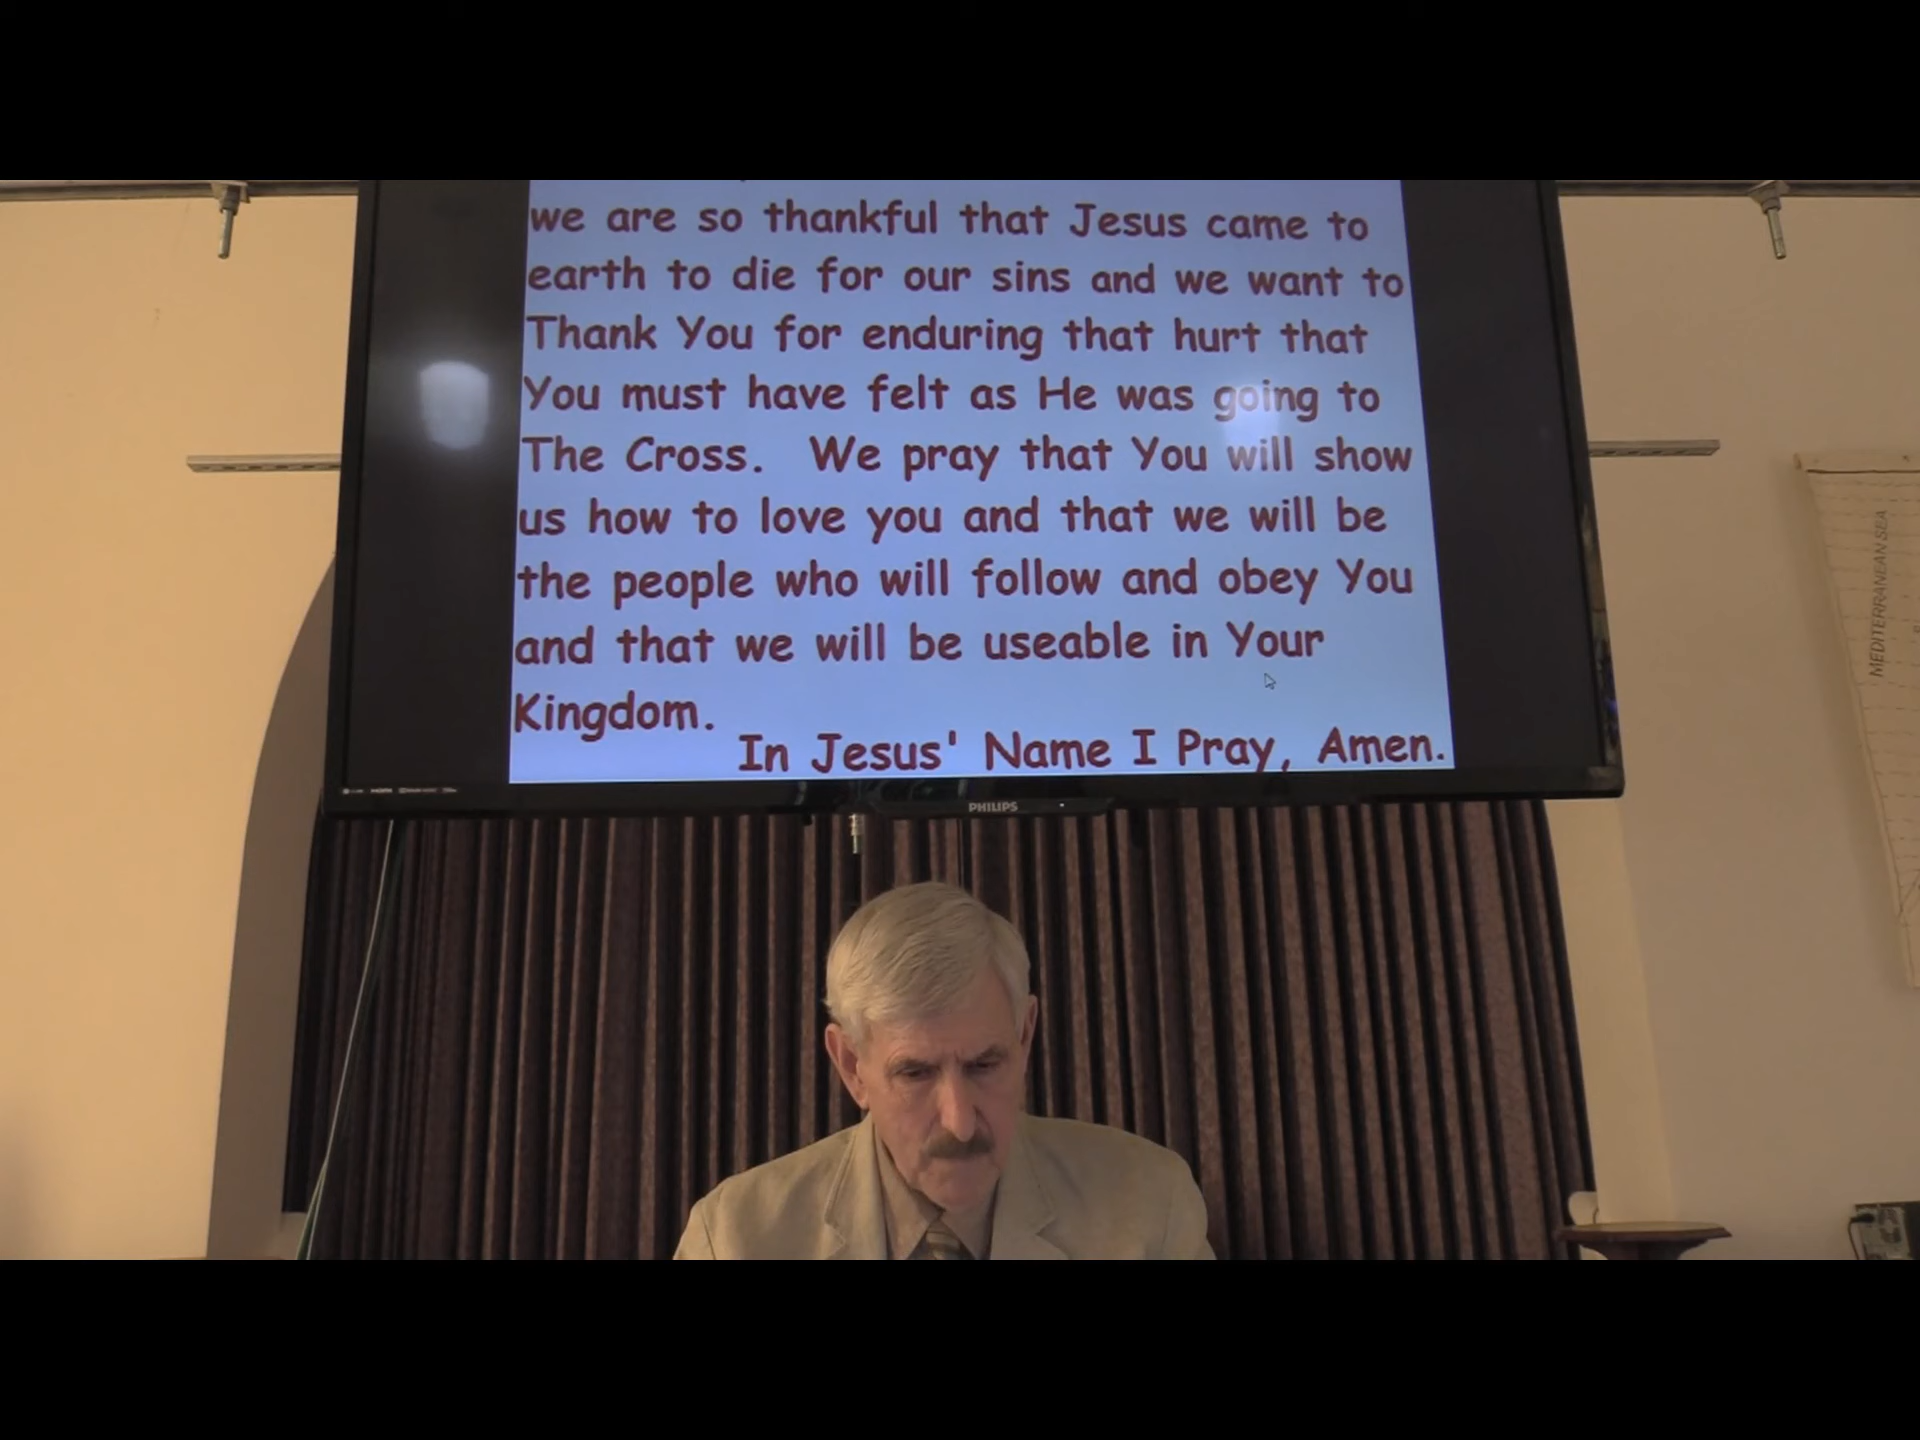 we are so thankful that Jesus came to
earth to die for our sins and we want to
Thank You for enduring that hurt that
You must have felt as He was going to
The Cross.  We pray that You will show
us how to love you and that we will be
the people who will follow and obey You
and that we will be useable in Your
Kingdom.
In Jesus' Name I Pray, Amen.
PHILIPS
MEDITERRANEAN SEA